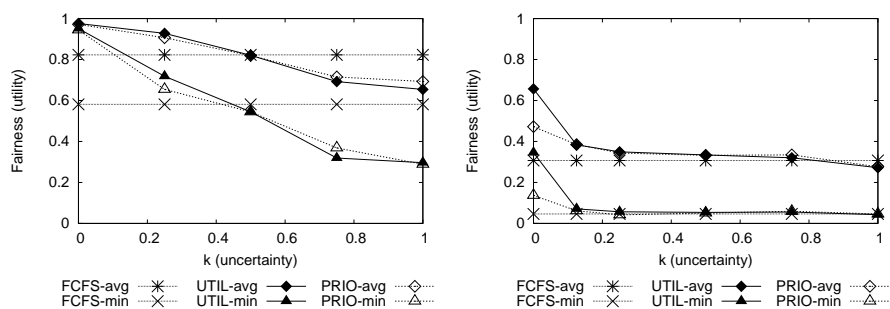 1
0.8
0.6
0.4
0.2
0
Fairness (utility)
0 0.2 0.4 0.6 0.8 1
k (uncertainty)
FCFS-avg UTIL-avg PRIO-avg
FCFS-min UTIL-min PRIO-min
1
0.8
0.6
0.4
0.2
0
Fairness (utility)
0 0.2 0.4 0.6 0.8 1
k (uncertainty)
FCFS-avg UTIL-avg PRIO-avg
FCFS-min UTIL-min PRIO-min